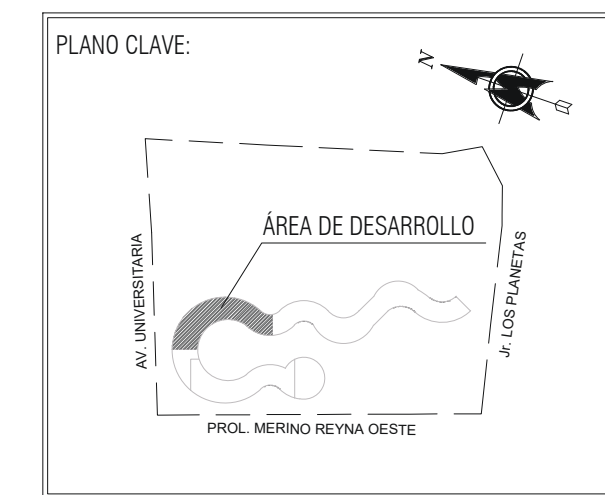 PLANO CLAVE:
N
ÁREA DE DESARROLLO
AV. UNIVERSITARIA
Jr. LOS PLANETAS
PROL. MERINO REYNA OESTE